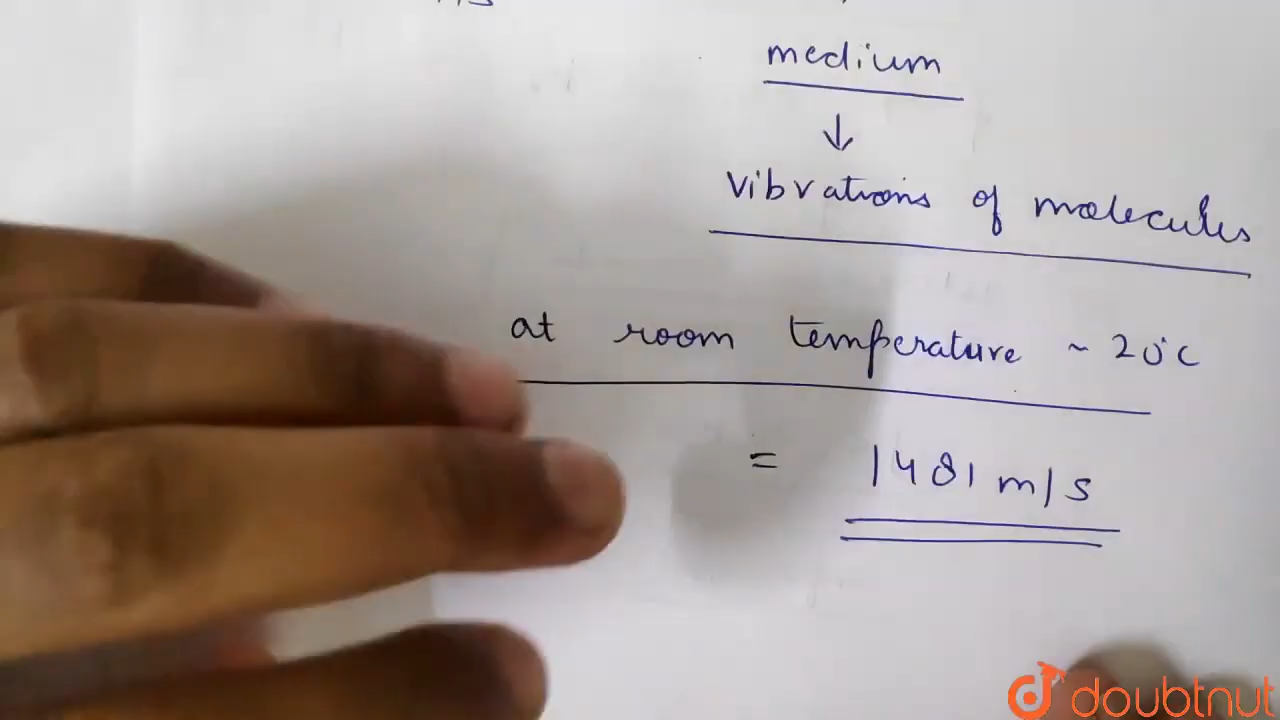 medium
↓
vibrations of molecules
at room temperature ~ 20°C
= 1481 m/s
doubtnut